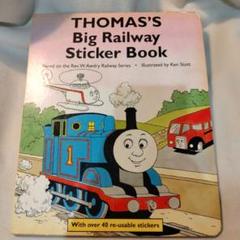 THOMAS'S
Big Railway
Sticker Book
Based on the Rev. W. Awdry Railway Series • Illustrated by Ken Stott
1
With over 40 re-usable stickers